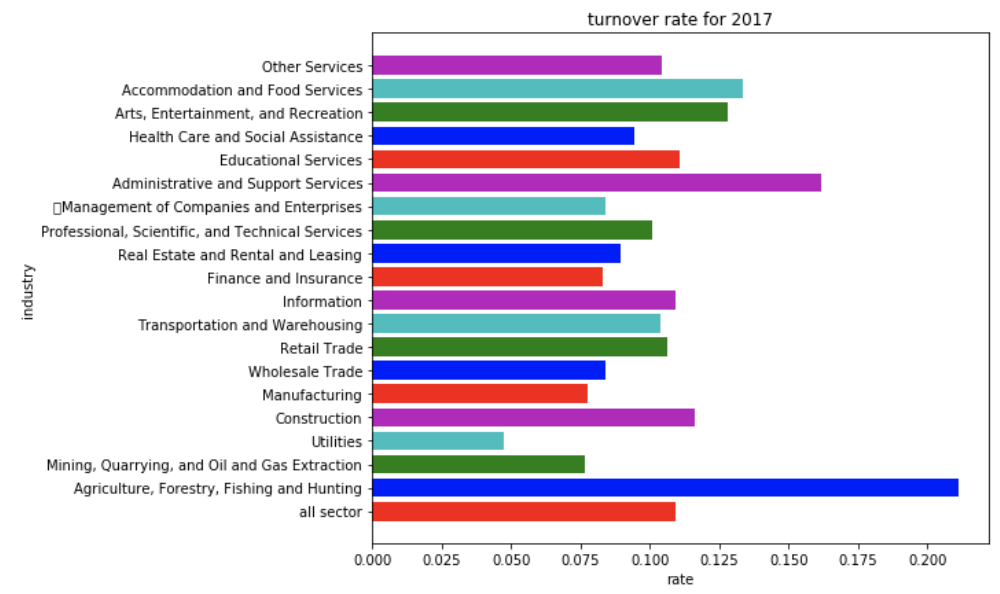 turnover rate for 2017
Other Services
Accommodation and Food Services
Arts, Entertainment, and Recreation
Health Care and Social Assistance
Educational Services
Administrative and Support Services
▯Management of Companies and Enterprises
Professional, Scientific, and Technical Services
Real Estate and Rental and Leasing
Finance and Insurance
Information
Transportation and Warehousing
Retail Trade
Wholesale Trade
Manufacturing
Construction
Utilities
Mining, Quarrying, and Oil and Gas Extraction
Agriculture, Forestry, Fishing and Hunting
all sector
industry
0.000 0.025 0.050 0.075 0.100 0.125 0.150 0.175 0.200
rate